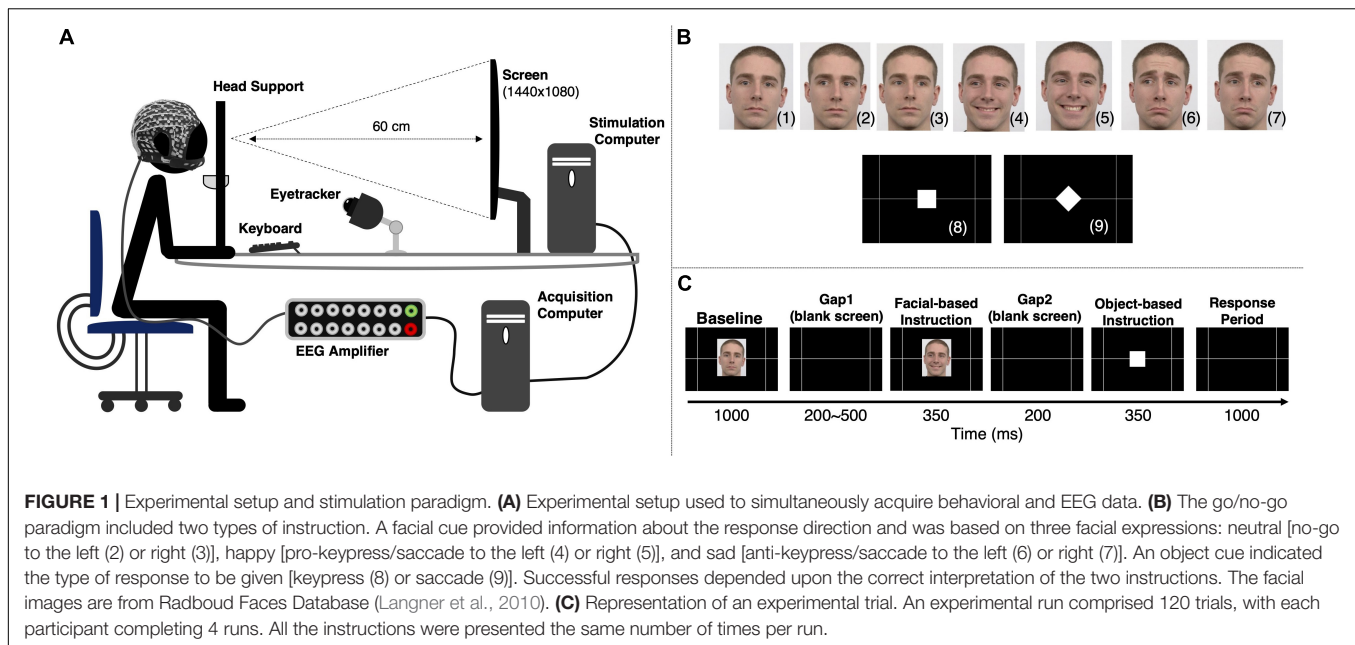 A
Head Support
Screen
(1440x1080)
60 cm
Stimulation
Computer
Eyetracker
Keyboard
Acquisition
Computer
EEG Amplifier
B
(1) (2) (3) (4) (5) (6) (7)
(8) (9)
C
Baseline
Gap1
(blank screen)
Facial-based
Instruction
Gap2
(blank screen)
Object-based
Instruction
Response
Period
1000 200~500 350 200 350 1000
Time (ms)
FIGURE 1 | Experimental setup and stimulation paradigm. (A) Experimental setup used to simultaneously acquire behavioral and EEG data. (B) The go/no-go
paradigm included two types of instruction. A facial cue provided information about the response direction and was based on three facial expressions: neutral [no-go
to the left (2) or right (3)], happy [pro-keypress/saccade to the left (4) or right (5)], and sad [anti-keypress/saccade to the left (6) or right (7)]. An object cue indicated
the type of response to be given [keypress (8) or saccade (9)]. Successful responses depended upon the correct interpretation of the two instructions. The facial
images are from Radboud Faces Database (Langner et al., 2010). (C) Representation of an experimental trial. An experimental run comprised 120 trials, with each
participant completing 4 runs. All the instructions were presented the same number of times per run.